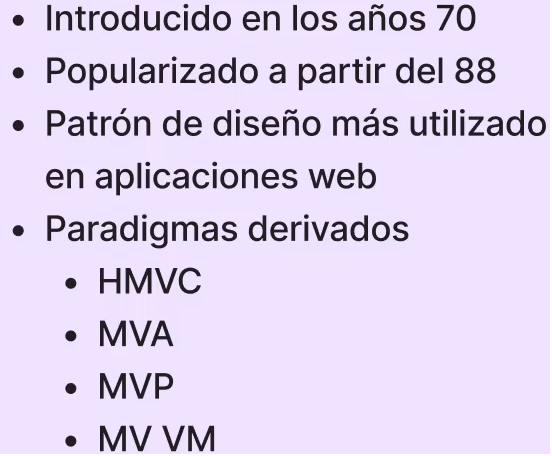 • Introducido en los años 70
• Popularizado a partir del 88
• Patrón de diseño más utilizado
en aplicaciones web
• Paradigmas derivados
• HMVC
• MVA
• MVP
• MV VM